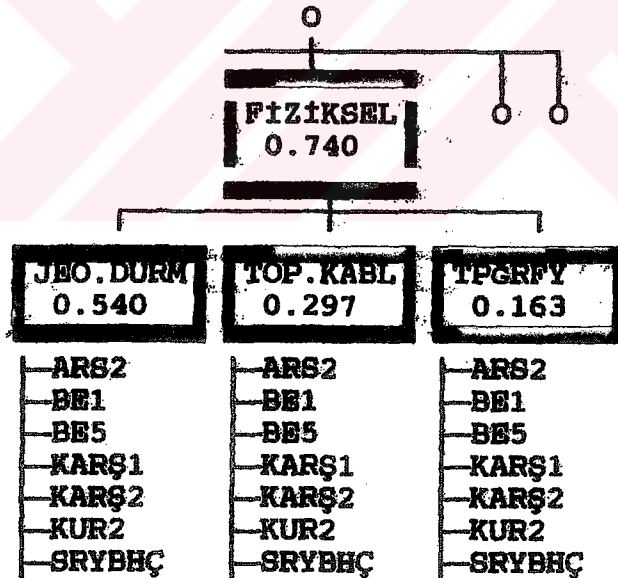 FİZİKSEL
0.740
JEO.DURM TOP.KABL TPGRFY
0.540 0.297 0.163
ARS2 ARS2 ARS2
BE1 BE1 BE1
BE5 BE5 BE5
KARŞ1 KARŞ1 KARŞ1
KARŞ2 KARŞ2 KARŞ2
KUR2 KUR2 KUR2
SRYBHÇ SRYBHÇ SRYBHÇ